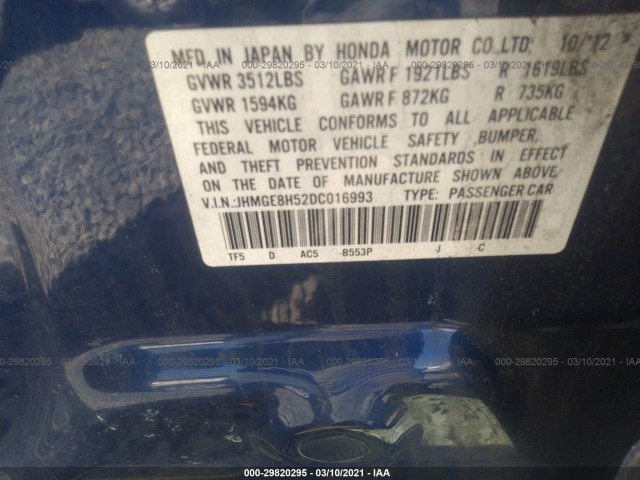 MFD IN JAPAN BY HONDA MOTOR CO.,LTD. 10/'12
GVWR 3512LBS GAWR F 1921LBS R 1619LBS
GVWR 1594KG GAWR F 872KG R 735KG
THIS VEHICLE CONFORMS TO ALL APPLICABLE
FEDERAL MOTOR VEHICLE SAFETY ,BUMPER,
AND THEFT PREVENTION STANDARDS IN EFFECT
ON THE DATE OF MANUFACTURE SHOWN ABOVE.
V.I.N.:JHMGE8H52DC016993 TYPE: PASSENGER CAR
TF5 D AC5 -B553P -J -C
000-29820295 - 03/10/2021 - IAA